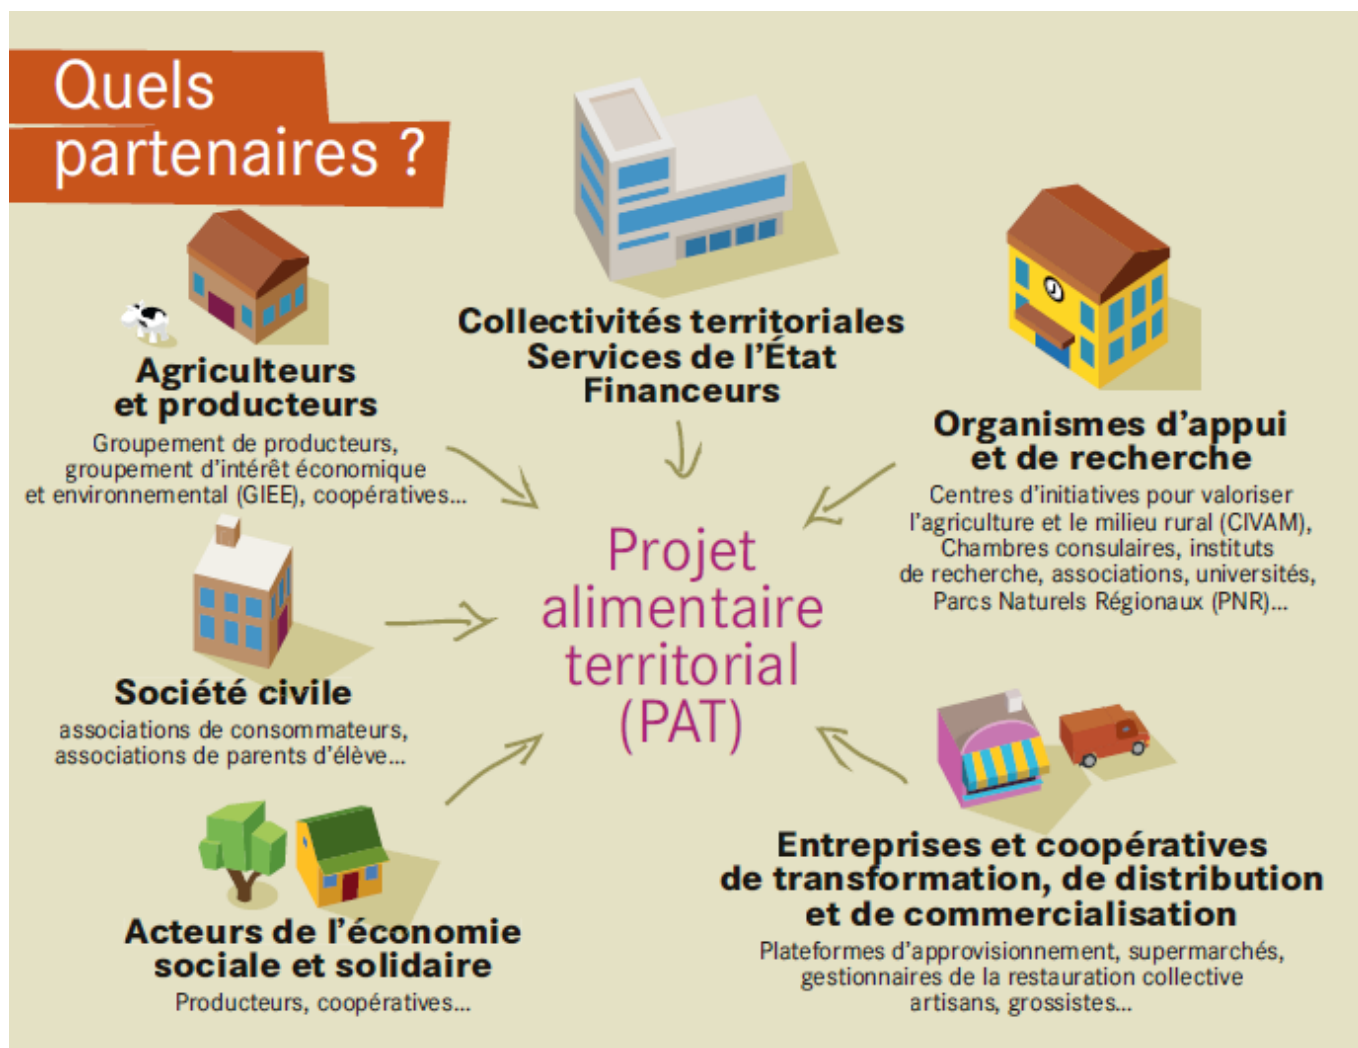 Quels
partenaires ?
Agriculteurs
et producteurs
Groupement de producteurs,
groupement d'intérêt économique
et environnemental (GIEE), coopératives...
Collectivités territoriales
Services de l'État
Financeurs
Organismes d'appui
et de recherche
Centres d'initiatives pour valoriser
l'agriculture et le milieu rural (CIVAM),
Chambres consulaires, instituts
de recherche, associations, universités,
Parcs Naturels Régionaux (PNR)...
Projet
alimentaire
territorial
(PAT)
Société civile
associations de consommateurs,
associations de parents d'élève...
Acteurs de l'économie
sociale et solidaire
Producteurs, coopératives...
Entreprises et coopératives
de transformation, de distribution
et de commercialisation
Plateformes d'approvisionnement, supermarchés,
gestionnaires de la restauration collective
artisans, grossistes...